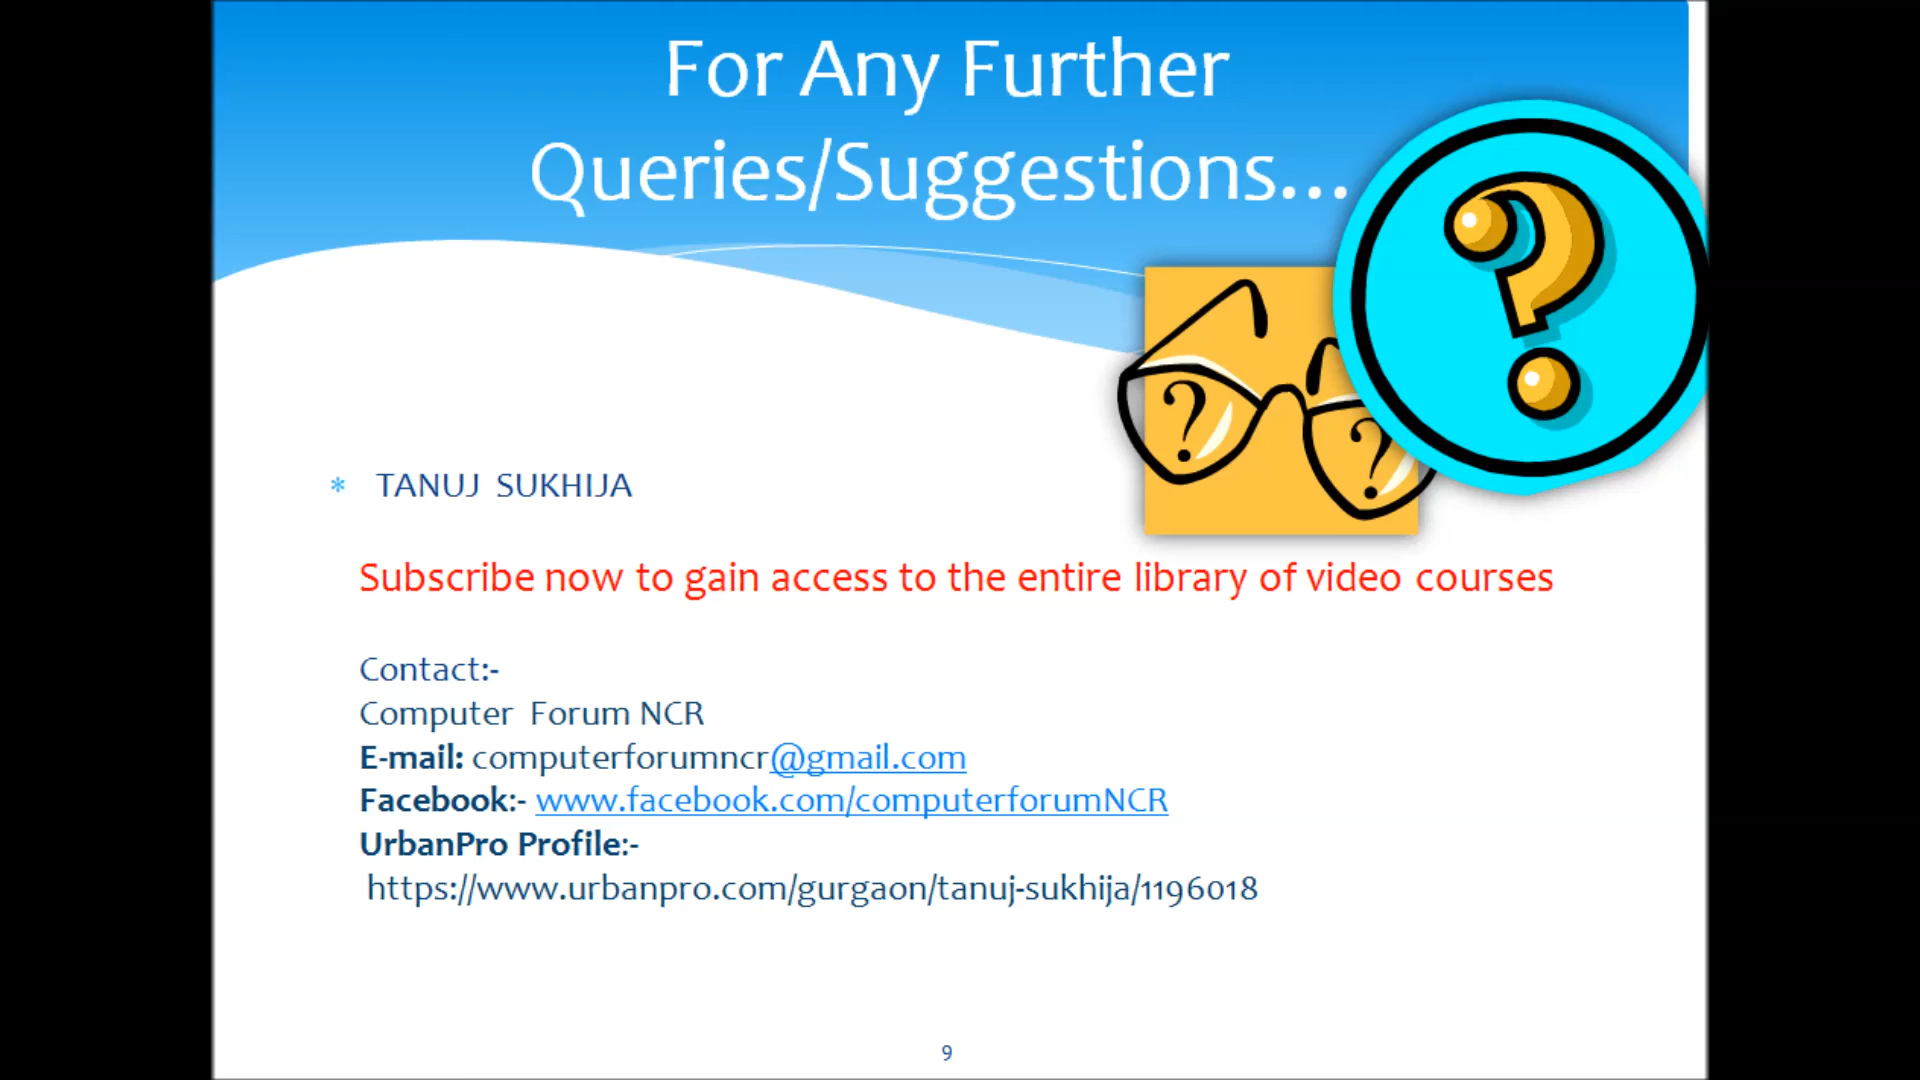 For Any Further
Queries/Suggestions...
? ?
* TANUJ SUKHIJA
Subscribe now to gain access to the entire library of video courses
Contact:-
Computer Forum NCR
E-mail: computerforumncr@gmail.com
Facebook:- www.facebook.com/computerforumNCR
UrbanPro Profile:-
https://www.urbanpro.com/gurgaon/tanuj-sukhija/1196018
9